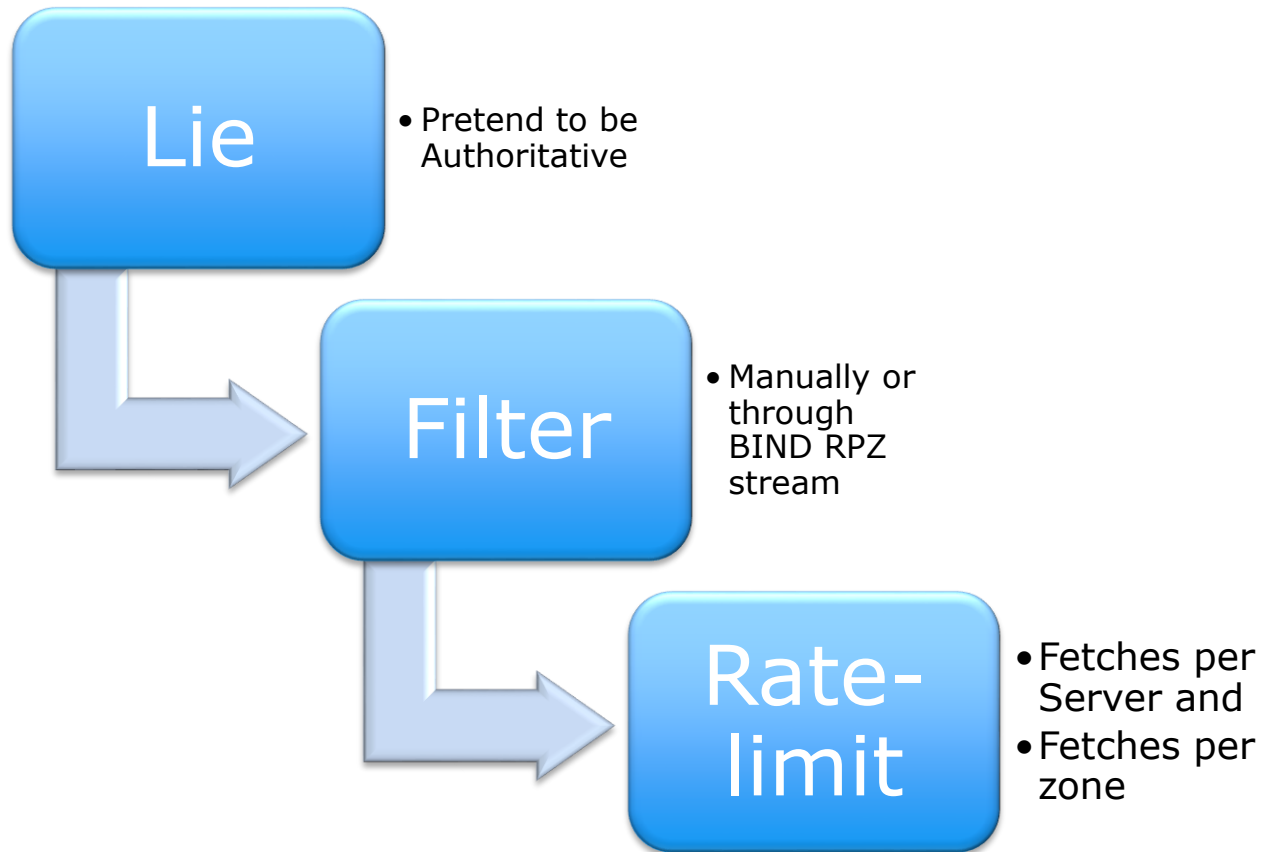 Lie
• Pretend to be
Authoritative
Filter
• Manually or
through
BIND RPZ
stream
Rate-
limit
• Fetches per
Server and
• Fetches per
zone